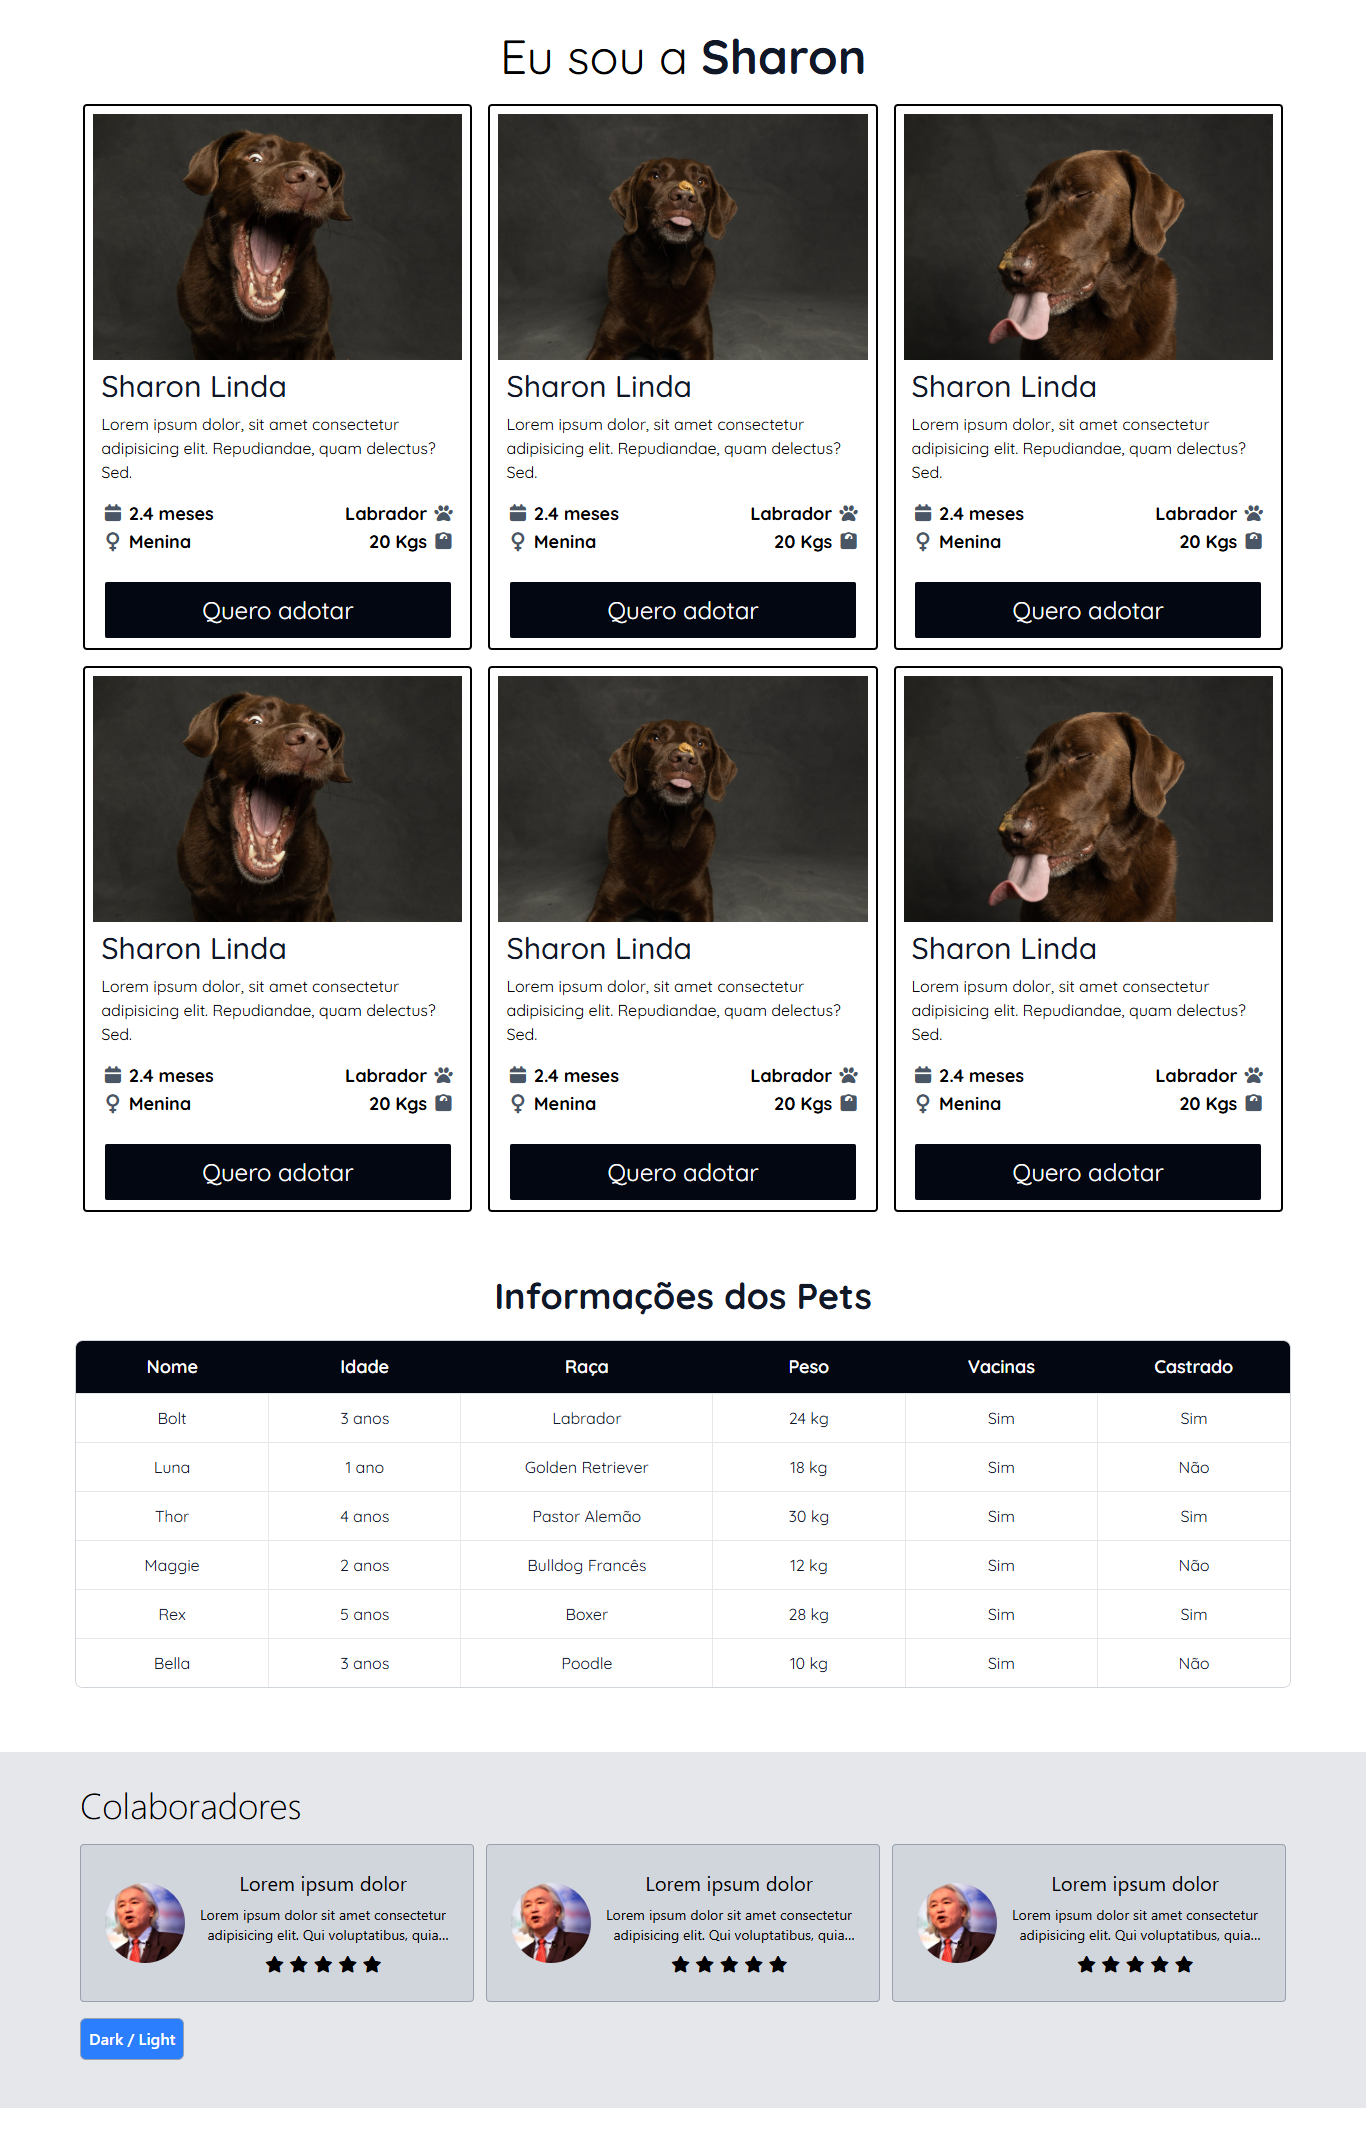 Eu sou a Sharon
Sharon Linda
Lorem ipsum dolor, sit amet consectetur
adipisicing elit. Repudiandae, quam delectus?
Sed.
2.4 meses
Labrador
Menina
20 Kgs
Quero adotar
Sharon Linda
Lorem ipsum dolor, sit amet consectetur
adipisicing elit. Repudiandae, quam delectus?
Sed.
2.4 meses
Labrador
Menina
20 Kgs
Quero adotar
Sharon Linda
Lorem ipsum dolor, sit amet consectetur
adipisicing elit. Repudiandae, quam delectus?
Sed.
2.4 meses
Labrador
Menina
20 Kgs
Quero adotar
Sharon Linda
Lorem ipsum dolor, sit amet consectetur
adipisicing elit. Repudiandae, quam delectus?
Sed.
2.4 meses
Labrador
Menina
20 Kgs
Quero adotar
Sharon Linda
Lorem ipsum dolor, sit amet consectetur
adipisicing elit. Repudiandae, quam delectus?
Sed.
2.4 meses
Labrador
Menina
20 Kgs
Quero adotar
Sharon Linda
Lorem ipsum dolor, sit amet consectetur
adipisicing elit. Repudiandae, quam delectus?
Sed.
2.4 meses
Labrador
Menina
20 Kgs
Quero adotar
Informações dos Pets
Nome Idade Raça Peso Vacinas Castrado
Bolt 3 anos Labrador 24 kg Sim Sim
Luna 1 ano Golden Retriever 18 kg Sim Não
Thor 4 anos Pastor Alemão 30 kg Sim Sim
Maggie 2 anos Bulldog Francês 12 kg Sim Não
Rex 5 anos Boxer 28 kg Sim Sim
Bella 3 anos Poodle 10 kg Sim Não
Colaboradores
Lorem ipsum dolor
Lorem ipsum dolor sit amet consectetur
adipisicing elit. Qui voluptatibus, quia...
Lorem ipsum dolor
Lorem ipsum dolor sit amet consectetur
adipisicing elit. Qui voluptatibus, quia...
Lorem ipsum dolor
Lorem ipsum dolor sit amet consectetur
adipisicing elit. Qui voluptatibus, quia...
Dark / Light